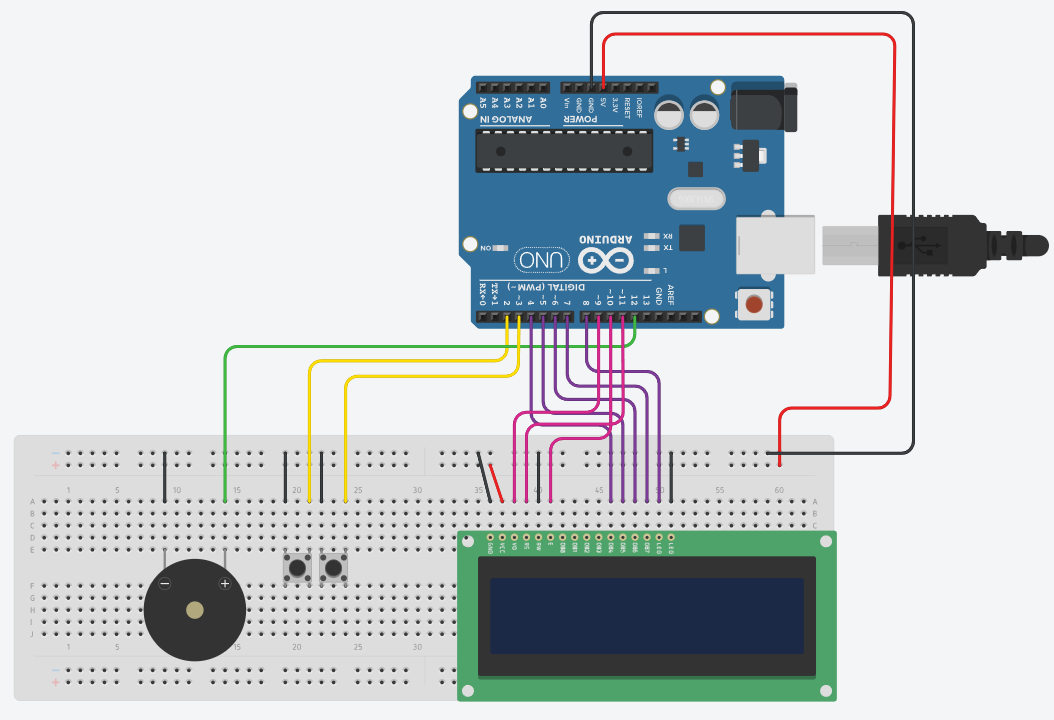 A5 A4 A3 A2 A1 A0 Vin GND GND 5V 3.3V RESET IOREF
ANALOG IN POWER
RX
TX
ARDUINO
ON UNO
L
DIGITAL (PWM~)
RX←0 TX→1 2 ~3 4 ~5 ~6 7 8 ~9 ~10 ~11 12 13 GND AREF
− +
1 5 10 15 20 25 30 35 40 45 50 55 60
A A
B B
C C
D
E
GND VCC VO RS RW E DB0 DB1 DB2 DB3 DB4 DB5 DB6 DB7 LED LED
− +
F
G
H
I
J
1 5 15 20 25 30
−
+